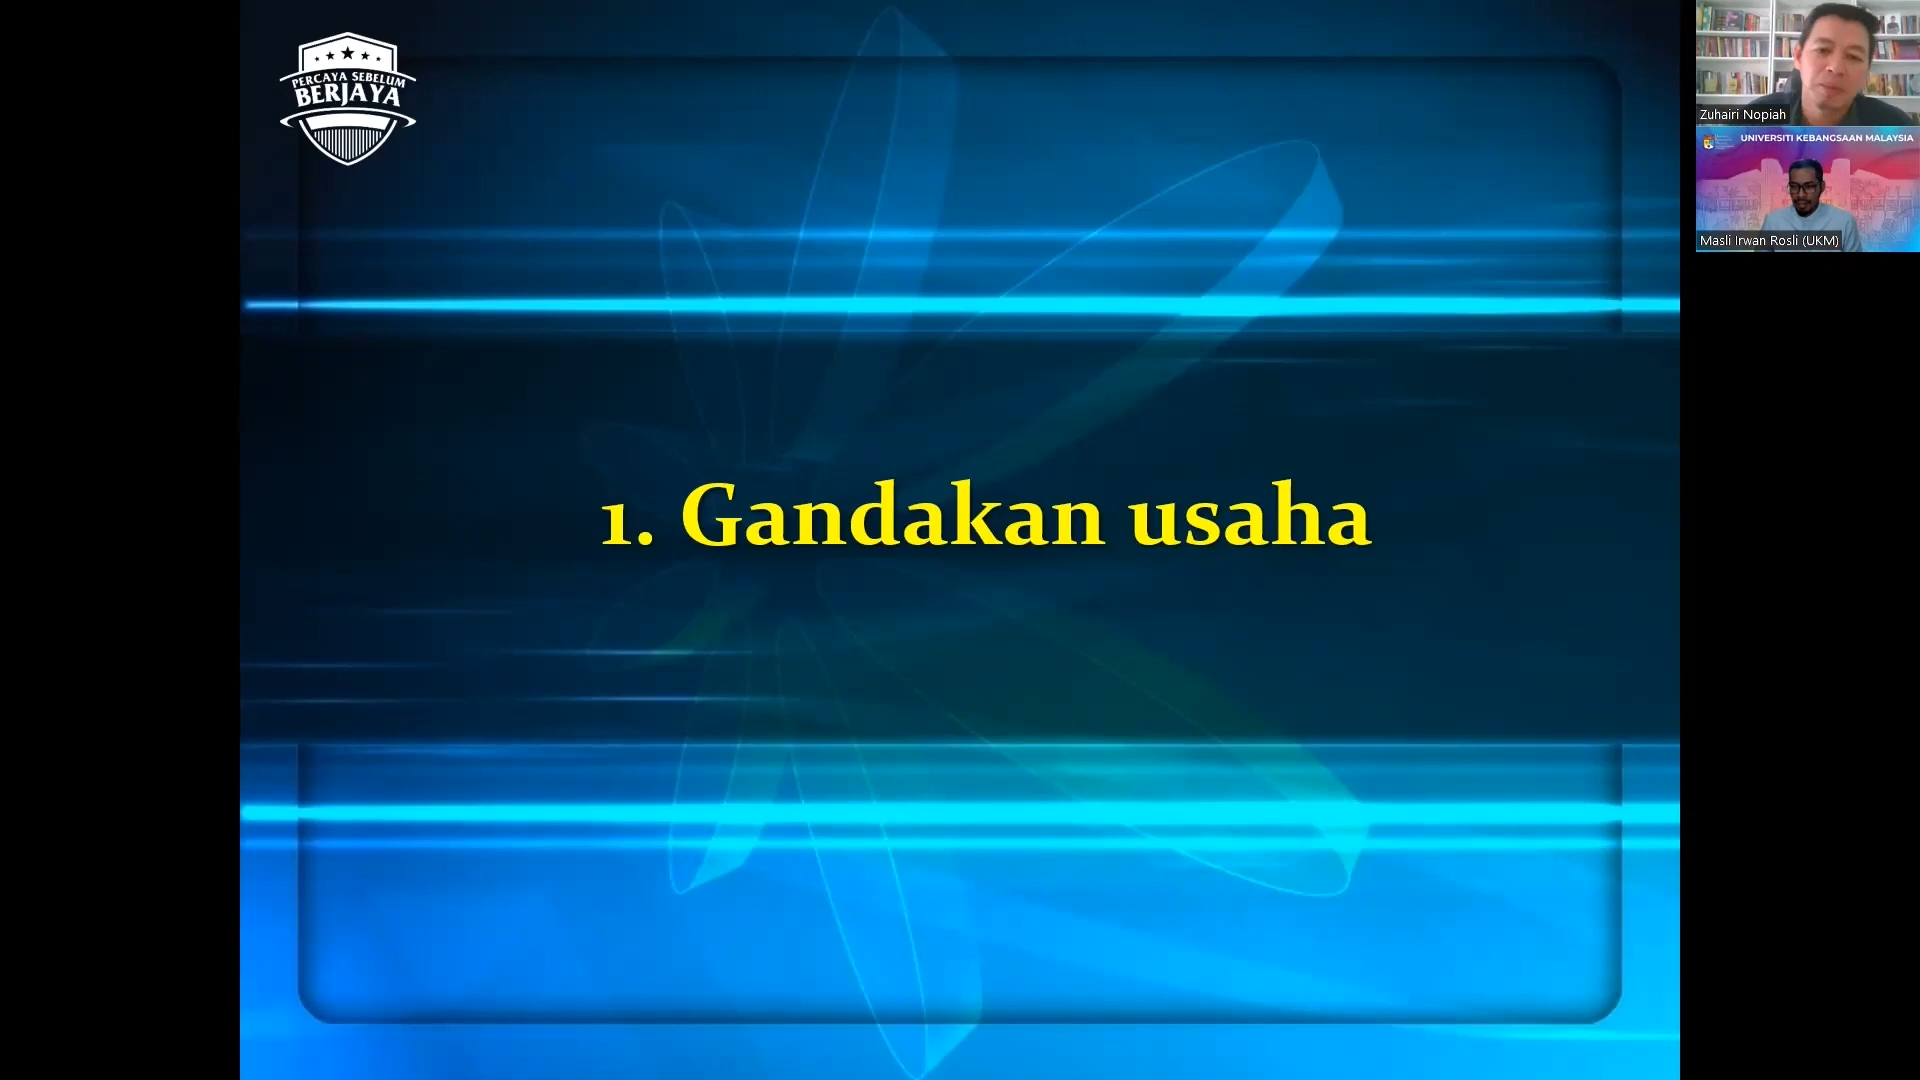 PERCAYA SEBELUM
BERJAYA
1. Gandakan usaha
Zuhairi Nopiah
UNIVERSITI KEBANGSAAN MALAYSIA
Masli Irwan Rosli (UKM)